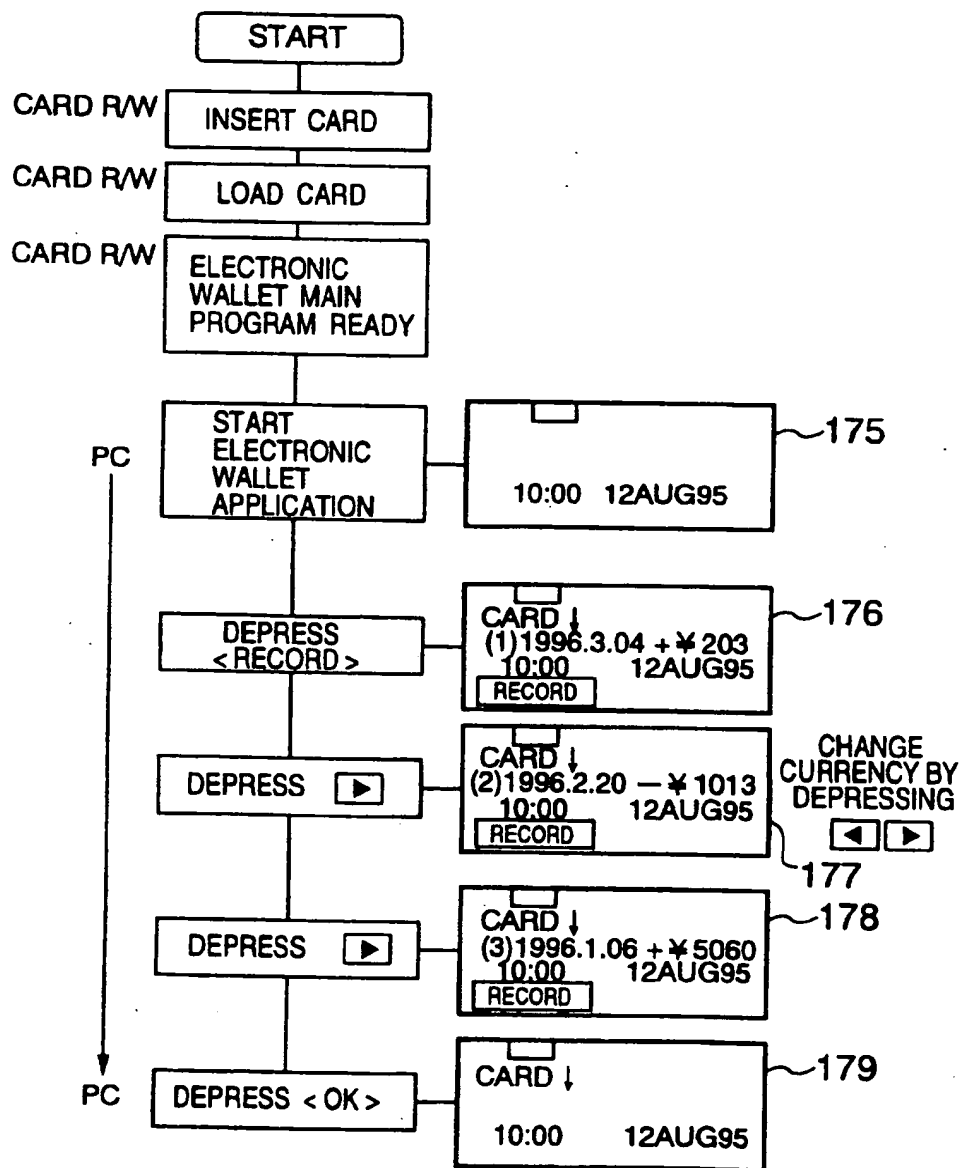 START
CARD R/W
INSERT CARD
CARD R/W
LOAD CARD
CARD R/W
ELECTRONIC
WALLET MAIN
PROGRAM READY
PC
START
ELECTRONIC
WALLET
APPLICATION
10:00 12AUG95
175
DEPRESS
<RECORD>
CARD ↓
(1)1996.3.04 +¥203
10:00 12AUG95
RECORD
176
DEPRESS ▶
CARD ↓
(2)1996.2.20 —¥1013
10:00 12AUG95
RECORD
177
CHANGE
CURRENCY BY
DEPRESSING
◀ ▶
DEPRESS ▶
CARD ↓
(3)1996.1.06 +¥5060
10:00 12AUG95
RECORD
178
PC
DEPRESS <OK>
CARD ↓
10:00 12AUG95
179